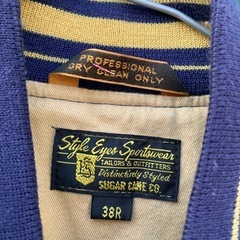 PROFESSIONAL
DRY CLEAN ONLY
Style Eyes Sportswear
TAILORS & OUTFITTERS
Distinctively Styled
SUGAR CANE CO.
38R